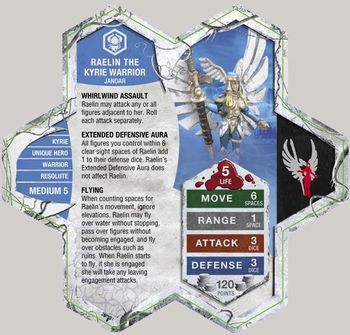 RAELIN THE
KYRIE WARRIOR
JANDAR
WHIRLWIND ASSAULT
Raelin may attack any or all
figures adjacent to her. Roll
each attack separately.
EXTENDED DEFENSIVE AURA
All figures you control within 6
clear sight spaces of Raelin add
1 to their defense dice. Raelin's
Extended Defensive Aura does
not affect Raelin.
FLYING
When counting spaces for
Raelin's movement, ignore
elevations. Raelin may fly
over water without stopping,
pass over figures without
becoming engaged, and fly
over obstacles such as
ruins. When Raelin starts
to fly, if she is engaged
she will take any leaving
engagement attacks.
KYRIE
UNIQUE HERO
WARRIOR
RESOLUTE
MEDIUM 5
5
LIFE
MOVE 6
SPACES
RANGE 1
SPACE
ATTACK 3
DICE
DEFENSE 3
DICE
120
POINTS